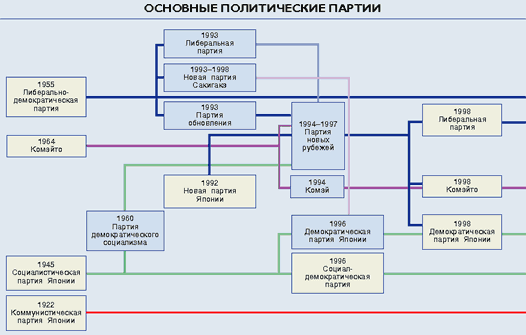 ОСНОВНЫЕ ПОЛИТИЧЕСКИЕ ПАРТИИ
1993
Либеральная
партия
1993–1998
Новая партия
Сакигакэ
1955
Либерально-
демократическая
партия
1993
Партия
обновления
1994–1997
Партия
новых
рубежей
1998
Либеральная
партия
1964
Комэйто
1992
Новая партия
Японии
1994
Комэй
1998
Комэйто
1960
Партия
демократического
социализма
1996
Демократическая
партия Японии
1998
Демократическая
партия Японии
1945
Социалистическая
партия Японии
1996
Социал-
демократическая
партия
1922
Коммунистическая
партия Японии